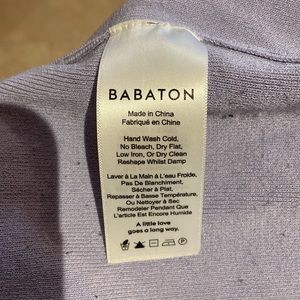 BABATON
Made in China
Fabriqué en Chine
Hand Wash Cold,
No Bleach, Dry Flat,
Low Iron, Or Dry Clean
Reshape Whilst Damp
Laver À La Main À L'eau Froide,
Pas De Blanchiment,
Sécher À Plat,
Repasser À Basse Température,
Ou Nettoyer À Sec
Remodeler Pendant Que
L'article Est Encore Humide
A little love
goes a long way.
P